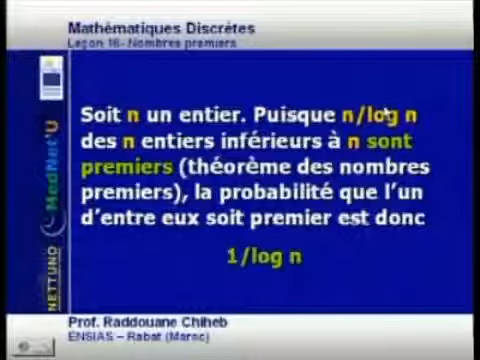 Mathématiques Discrètes
Leçon 16- Nombres premiers
Soit n un entier. Puisque n/log n
des n entiers inférieurs à n sont
premiers (théorème des nombres
premiers), la probabilité que l'un
d'entre eux soit premier est donc
1/log n
NETTUNO
MedNet'U
Prof. Raddouane Chiheb
ENSIAS – Rabat (Maroc)